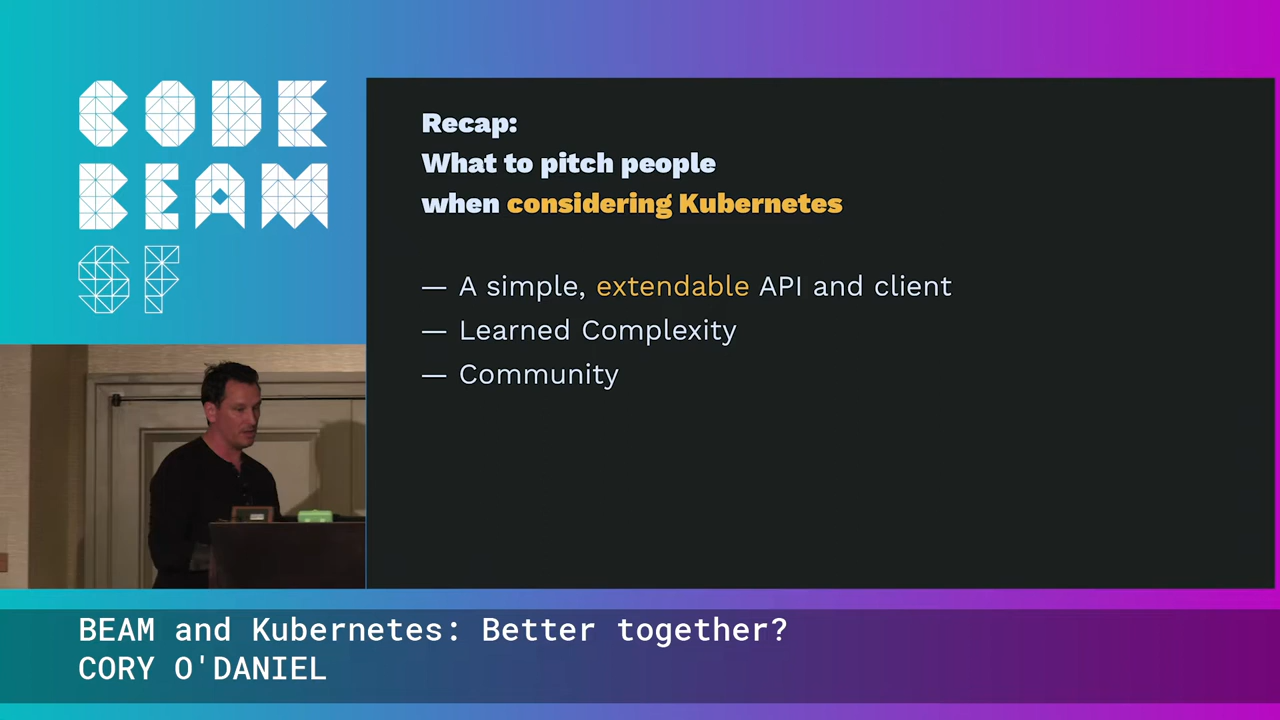 CODE
BEAM
SF
Recap:
What to pitch people
when considering Kubernetes
— A simple, extendable API and client
— Learned Complexity
— Community
BEAM and Kubernetes: Better together?
CORY O'DANIEL